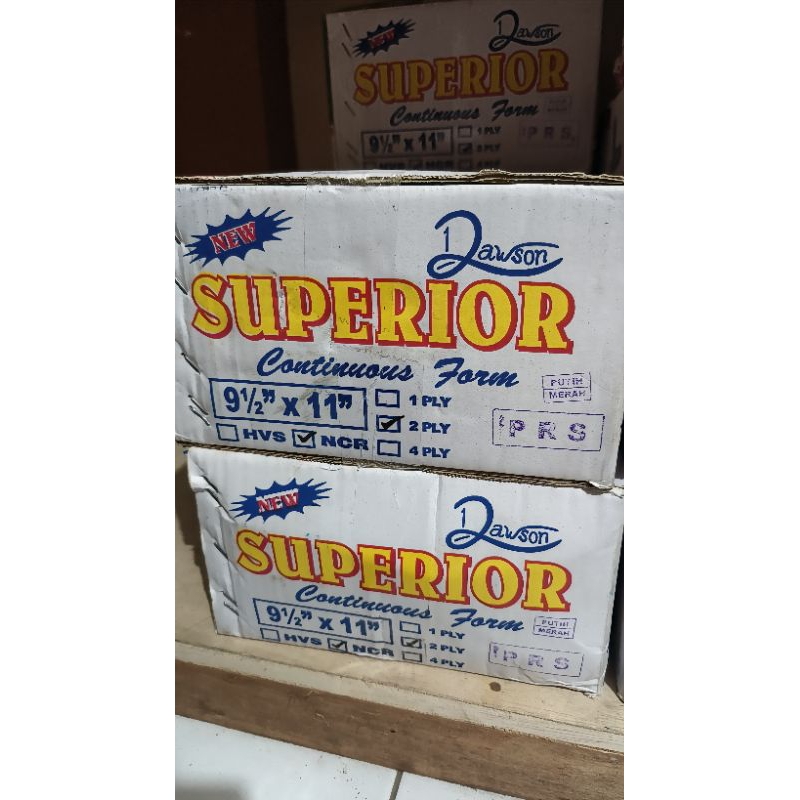 NEW
Dawson
SUPERIOR
Continuous Form
9½" x 11"
1 PLY
2 PLY
PRS
NEW
Dawson
SUPERIOR
Continuous Form
PUTIH
MERAH
9½" x 11"
1 PLY
2 PLY
HVS NCR
4 PLY
PRS
NEW
Dawson
SUPERIOR
Continuous Form
PUTIH
MERAH
9½" x 11"
1 PLY
2 PLY
HVS NCR
4 PLY
PRS